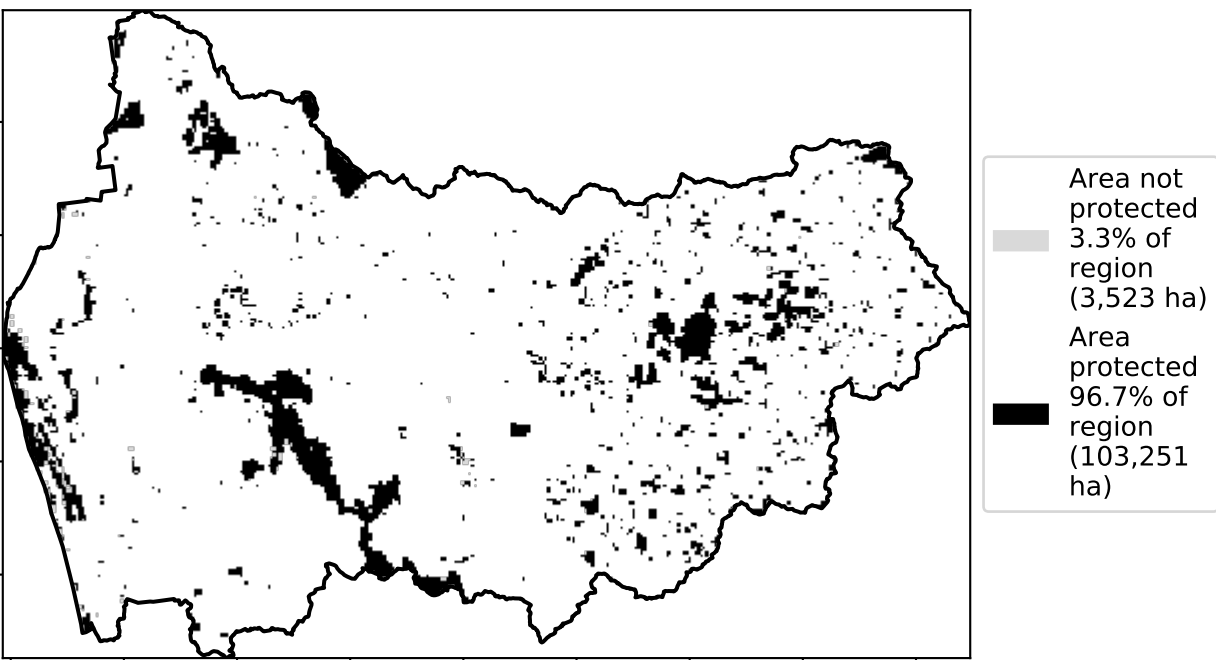 Area not
protected
3.3% of
region
(3,523 ha)
Area
protected
96.7% of
region
(103,251
ha)